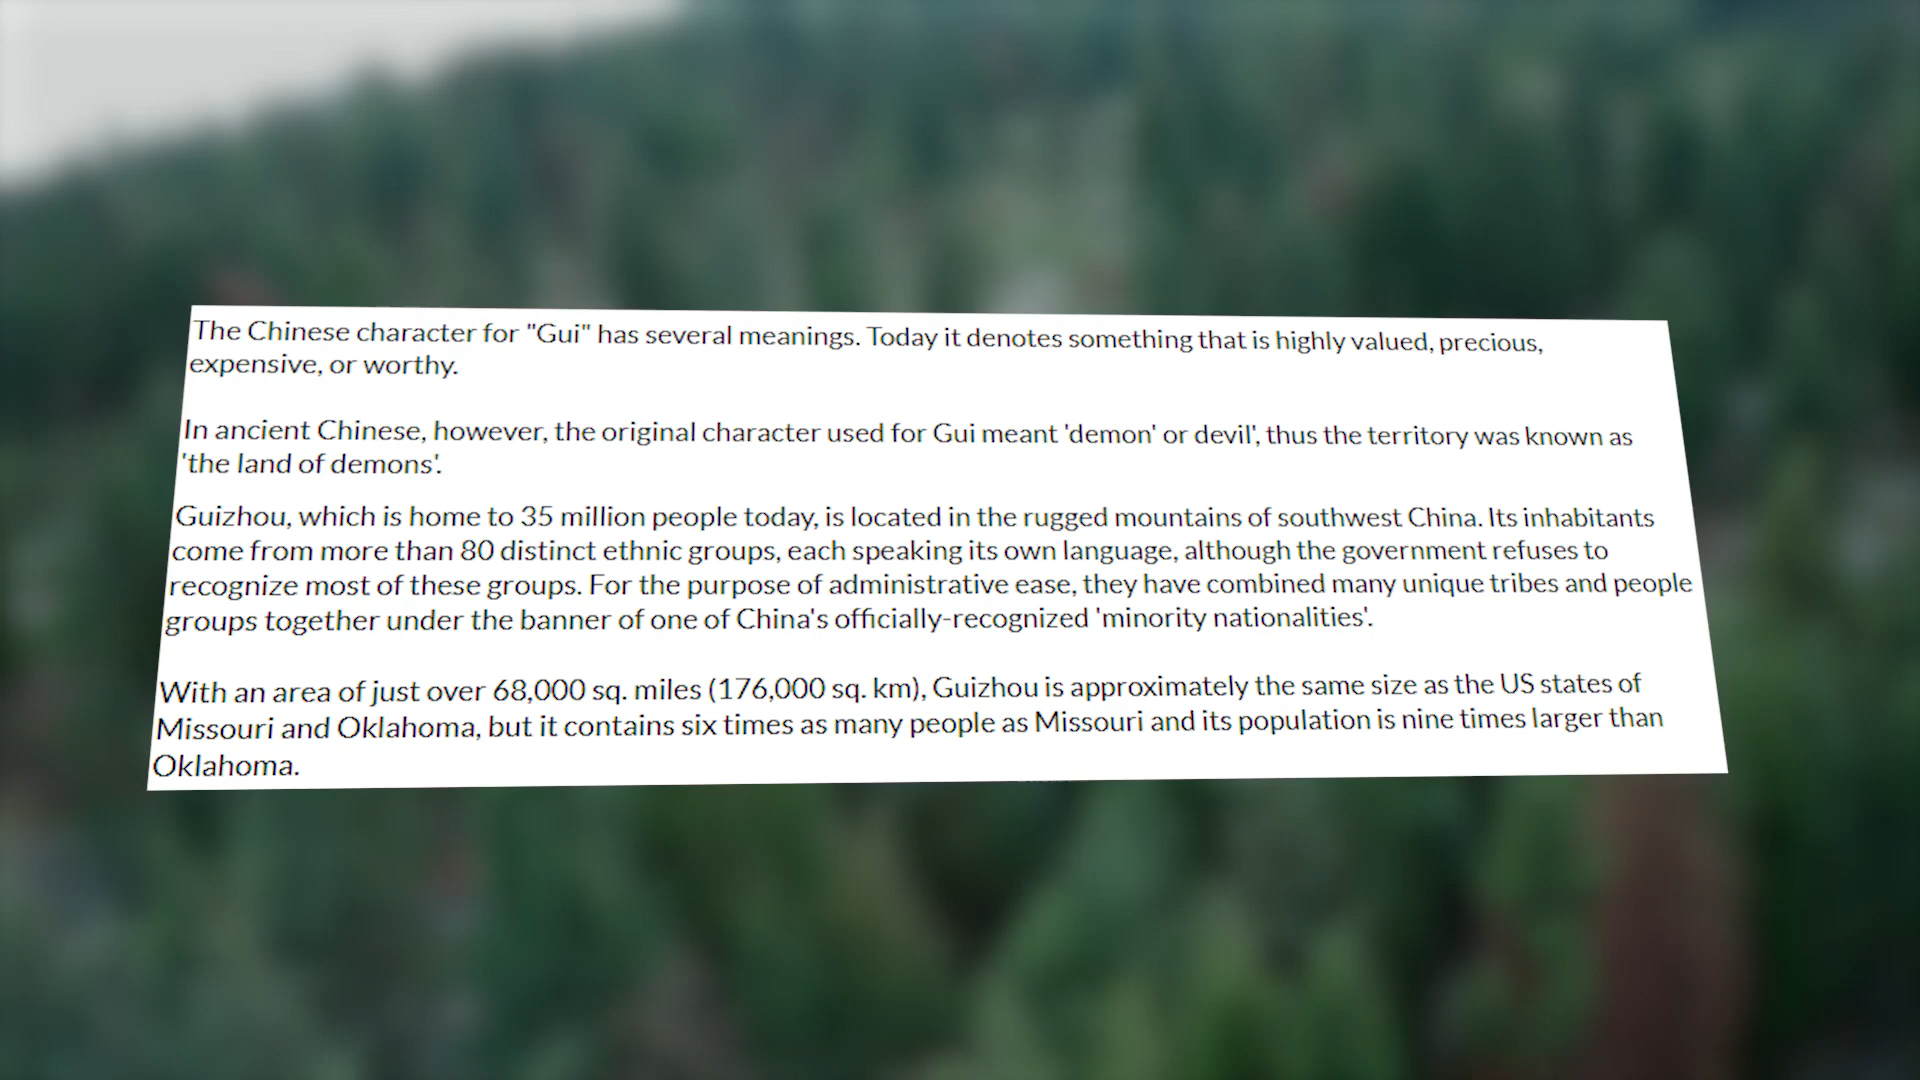 The Chinese character for "Gui" has several meanings. Today it denotes something that is highly valued, precious,
expensive, or worthy.
In ancient Chinese, however, the original character used for Gui meant 'demon' or devil', thus the territory was known as
'the land of demons'.
Guizhou, which is home to 35 million people today, is located in the rugged mountains of southwest China. Its inhabitants
come from more than 80 distinct ethnic groups, each speaking its own language, although the government refuses to
recognize most of these groups. For the purpose of administrative ease, they have combined many unique tribes and people
groups together under the banner of one of China's officially-recognized 'minority nationalities'.
With an area of just over 68,000 sq. miles (176,000 sq. km), Guizhou is approximately the same size as the US states of
Missouri and Oklahoma, but it contains six times as many people as Missouri and its population is nine times larger than
Oklahoma.